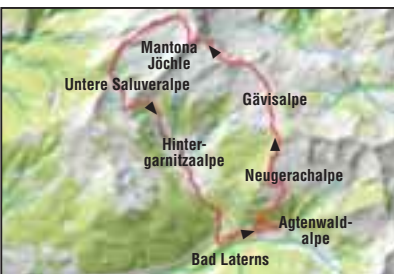 Mantona
Jöchle
Untere Saluveralpe
Gävisalpe
Hinter-
garnitzaalpe
Neugerachalpe
Agtenwald-
alpe
Bad Laterns